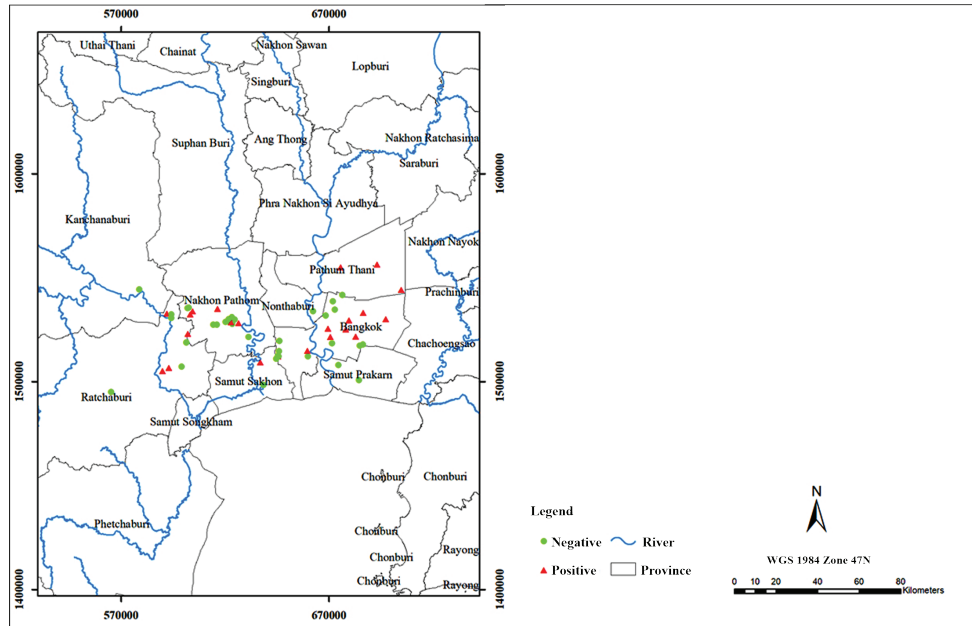 570000 670000
Uthai Thani
Chainat
Nakhon Sawan
Lopburi
Singburi
Suphan Buri
Ang Thong
Nakhon Ratchasima
Saraburi
1600000 1600000
Phra Nakhon Si Ayudhya
Kanchanaburi
Nakhon Nayok
Pathum Thani
Prachinburi
Nakhon Pathom
Nonthaburi
Bangkok
Chachoengsao
Samut Prakarn
Samut Sakhon
1500000 1500000
Ratchaburi
Samut Songkham
Chonburi Chonburi
Phetchaburi
Chonburi
Rayong
Chonburi
Chonburi
Rayong
1400000 1400000
570000 670000
Legend
Negative River
Positive Province
N
WGS 1984 Zone 47N
0 10 20 40 60 80
Kilometers